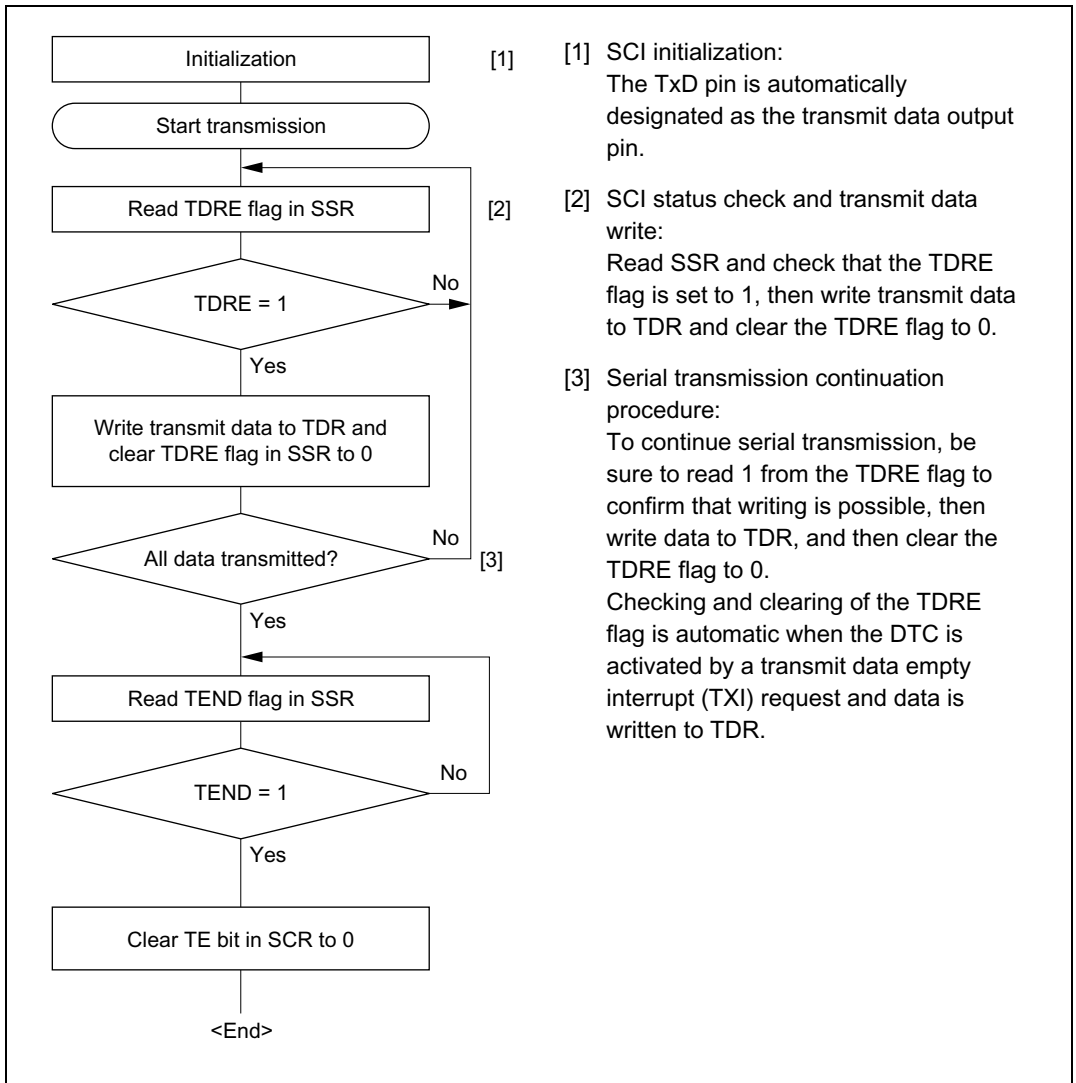 Initialization
[1]
Start transmission
Read TDRE flag in SSR
[2]
No
TDRE = 1
Yes
Write transmit data to TDR and
clear TDRE flag in SSR to 0
No
All data transmitted?
[3]
Yes
Read TEND flag in SSR
No
TEND = 1
Yes
Clear TE bit in SCR to 0
<End>
[1] SCI initialization:
The TxD pin is automatically
designated as the transmit data output
pin.
[2] SCI status check and transmit data
write:
Read SSR and check that the TDRE
flag is set to 1, then write transmit data
to TDR and clear the TDRE flag to 0.
[3] Serial transmission continuation
procedure:
To continue serial transmission, be
sure to read 1 from the TDRE flag to
confirm that writing is possible, then
write data to TDR, and then clear the
TDRE flag to 0.
Checking and clearing of the TDRE
flag is automatic when the DTC is
activated by a transmit data empty
interrupt (TXI) request and data is
written to TDR.